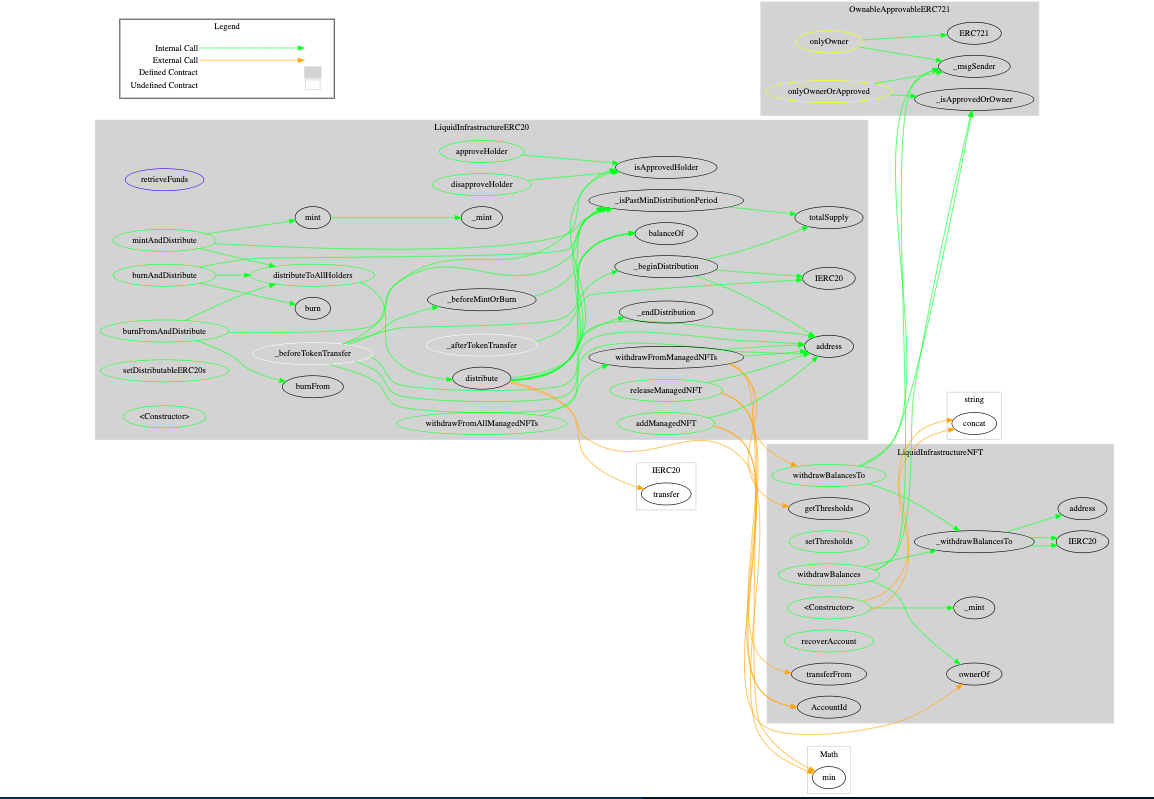 Legend
Internal Call
External Call
Defined Contract
Undefined Contract
OwnableApprovableERC721
onlyOwner
ERC721
_msgSender
onlyOwnerOrApproved
_isApprovedOrOwner
LiquidInfrastructureERC20
approveHolder
isApprovedHolder
retrieveFunds
disapproveHolder
_isPastMinDistributionPeriod
mint
_mint
totalSupply
mintAndDistribute
balanceOf
burnAndDistribute
distributeToAllHolders
_beginDistribution
IERC20
_beforeMintOrBurn
burn
_endDistribution
burnFromAndDistribute
_afterTokenTransfer
address
_beforeTokenTransfer
withdrawFromManagedNFTs
setDistributableERC20s
distribute
burnFrom
releaseManagedNFT
<Constructor>
withdrawFromAllManagedNFTs
addManagedNFT
string
concat
LiquidInfrastructureNFT
IERC20
transfer
withdrawBalancesTo
getThresholds
address
setThresholds
_withdrawBalancesTo
IERC20
withdrawBalances
<Constructor>
_mint
recoverAccount
transferFrom
ownerOf
AccountId
Math
min